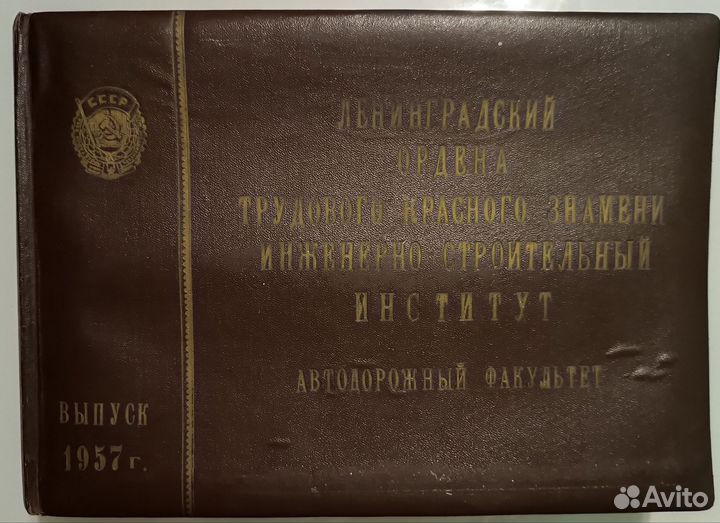 СССР
ЛЕНИНГРАДСКИЙ
ОРДЕНА
ТРУДОВОГО КРАСНОГО ЗНАМЕНИ
ИНЖЕНЕРНО СТРОИТЕЛЬНЫЙ
ИНСТИТУТ
АВТОДОРОЖНЫЙ ФАКУЛЬТЕТ
ВЫПУСК
1957 г.
Avito